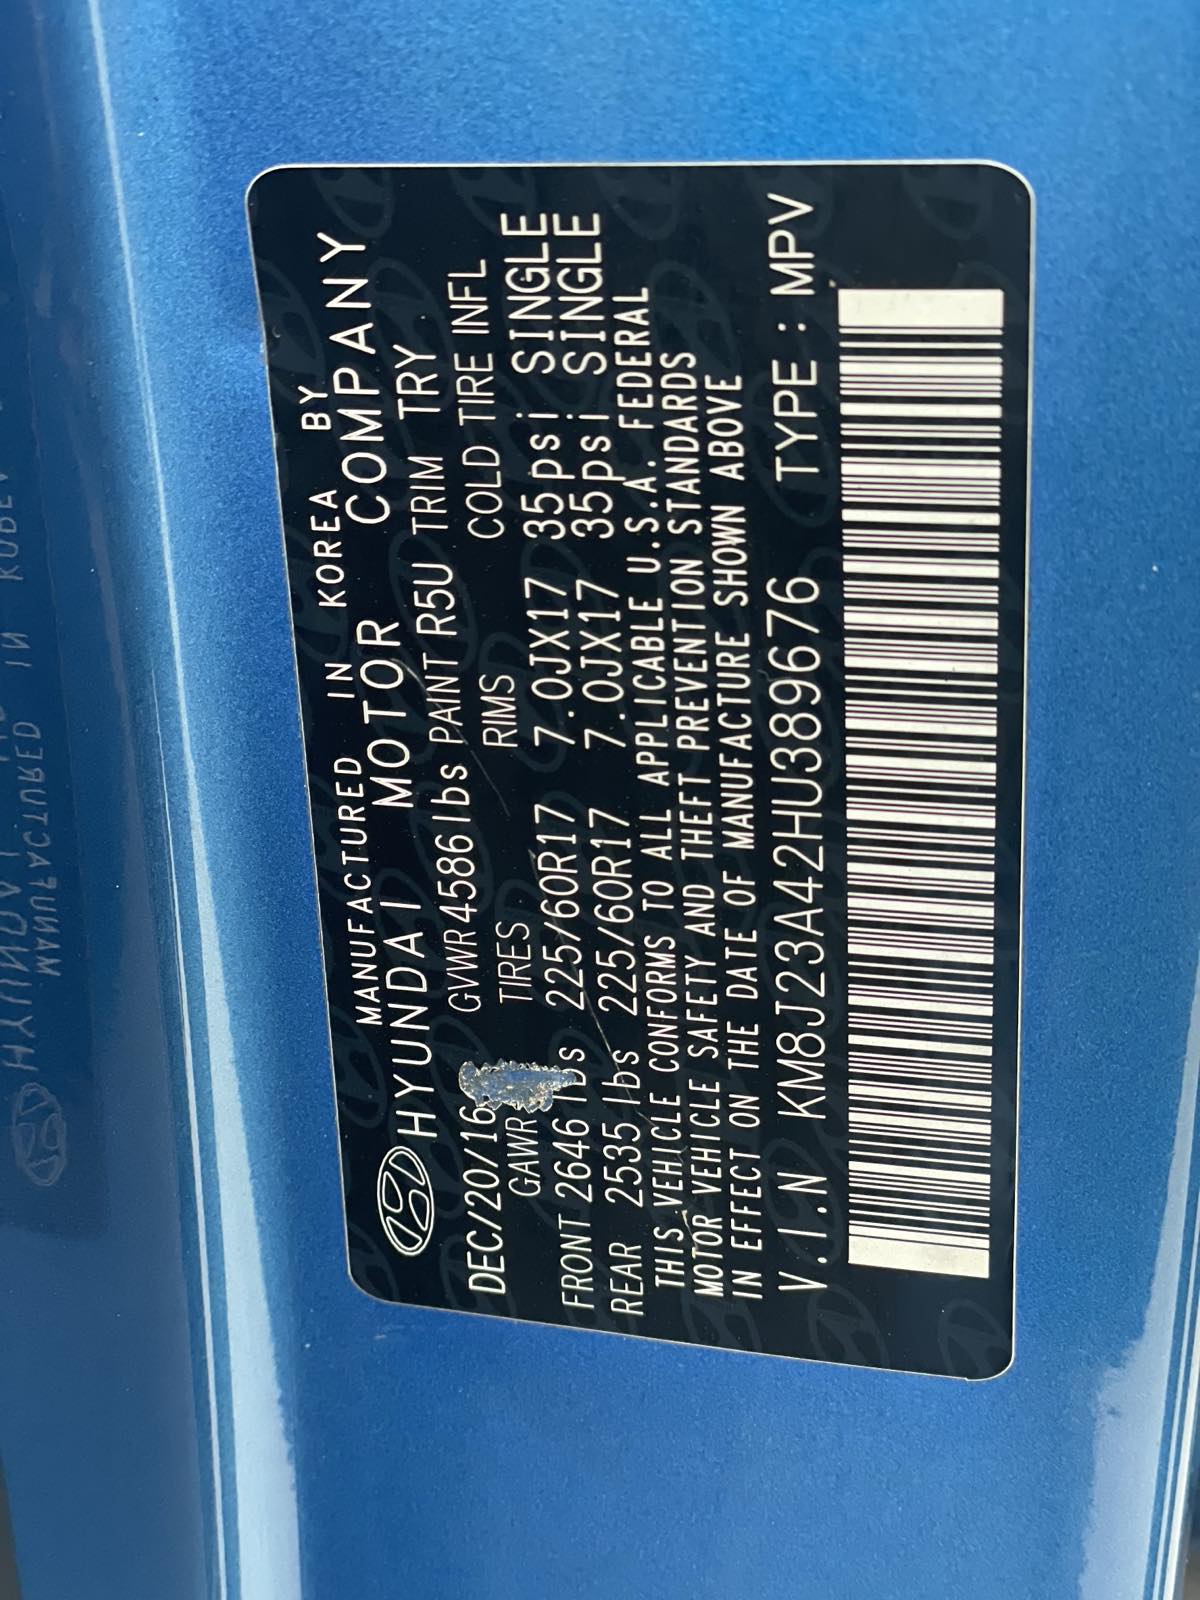 MANUFACTURED IN KOREA BY
HYUNDAI MOTOR COMPANY
DEC/20/16 GVWR4586lbs PAINT R5U TRIM TRY
GAWR TIRES RIMS COLD TIRE INFL
FRONT 2646 lbs 225/60R17 7.0JX17 35psi SINGLE
REAR 2535 lbs 225/60R17 7.0JX17 35psi SINGLE
THIS VEHICLE CONFORMS TO ALL APPLICABLE U.S.A. FEDERAL
MOTOR VEHICLE SAFETY AND THEFT PREVENTION STANDARDS
IN EFFECT ON THE DATE OF MANUFACTURE SHOWN ABOVE
V.I.N KM8J23A42HU389676 TYPE : MPV